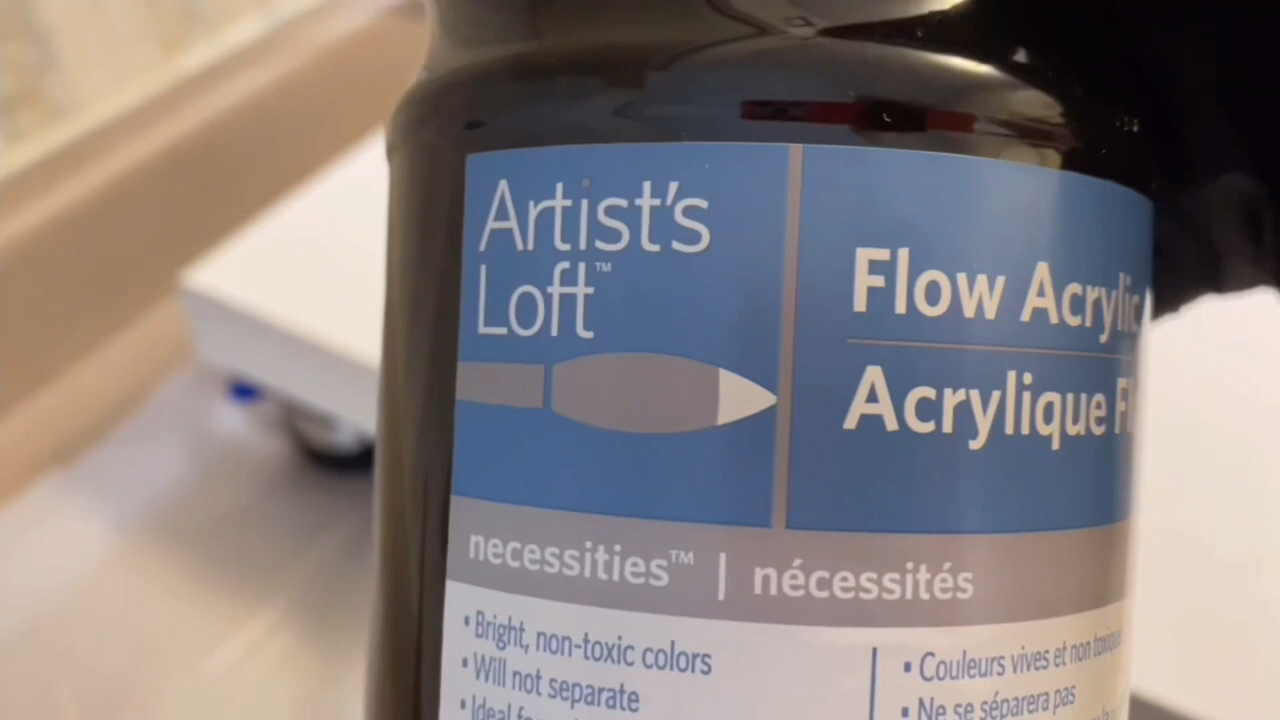 Artist's
Loft™
Flow Acrylic
Acrylique
necessities™ | nécessités
• Bright, non-toxic colors
• Will not separate
• Ideal
• Couleurs vives et non
• Ne se séparera pas